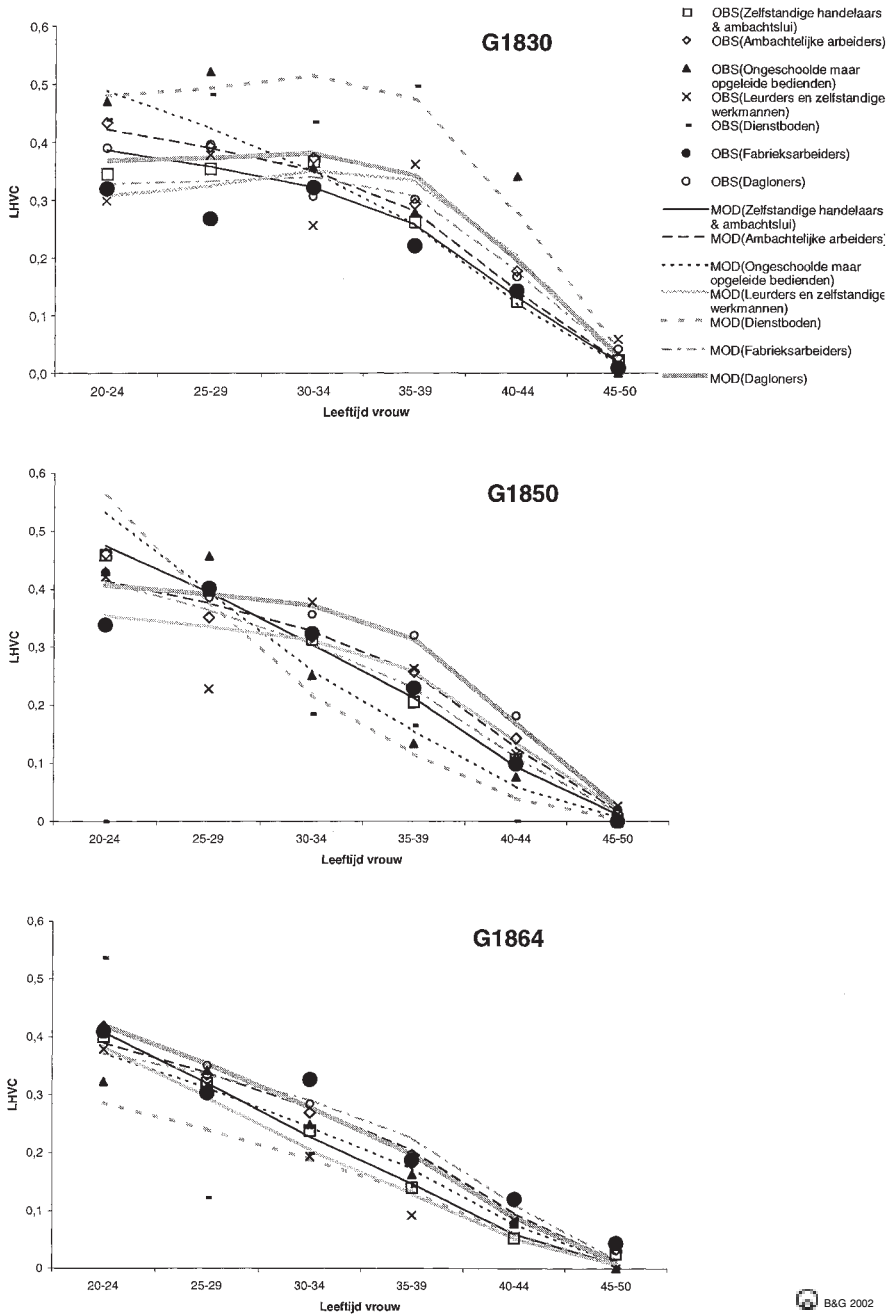 G1830
LHVC
0,6
0,5
0,4
0,3
0,2
0,1
0,0
20-24 25-29 30-34 35-39 40-44 45-50
Leeftijd vrouw
OBS(Zelfstandige handelaars
& ambachtslui)
OBS(Ambachtelijke arbeiders)
OBS(Ongeschoolde maar
opgeleide bedienden)
OBS(Leurders en zelfstandige
werkmannen)
OBS(Dienstboden)
OBS(Fabrieksarbeiders)
OBS(Dagloners)
MOD(Zelfstandige handelaars
& ambachtslui)
MOD(Ambachtelijke arbeiders)
MOD(Ongeschoolde maar
opgeleide bedienden)
MOD(Leurders en zelfstandige
werkmannen)
MOD(Dienstboden)
MOD(Fabrieksarbeiders)
MOD(Dagloners)
G1850
LHVC
0,6
0,5
0,4
0,3
0,2
0,1
0
20-24 25-29 30-34 35-39 40-44 45-50
Leeftijd vrouw
G1864
LHVC
0,6
0,5
0,4
0,3
0,2
0,1
0
20-24 25-29 30-34 35-39 40-44 45-50
Leeftijd vrouw
B&G 2002